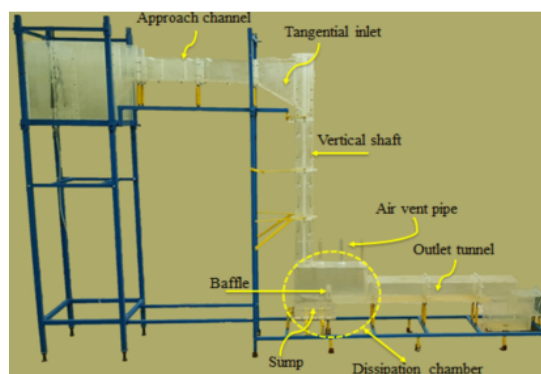 Approach channel
Tangential inlet
Vertical shaft
Air vent pipe
Outlet tunnel
Baffle
Sump
Dissipation chamber